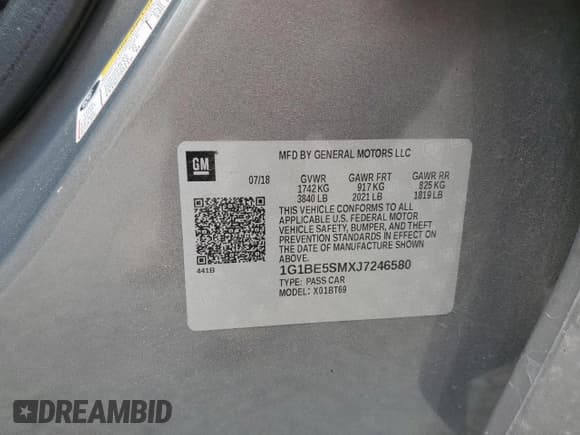 GM
MFD BY GENERAL MOTORS LLC
07/18 GVWR GAWR FRT GAWR RR
1742 KG 917 KG 825 KG
3840 LB 2021 LB 1819 LB
THIS VEHICLE CONFORMS TO ALL
APPLICABLE U.S. FEDERAL MOTOR
VEHICLE SAFETY, BUMPER, AND THEFT
PREVENTION STANDARDS IN EFFECT ON
THE DATE OF MANUFACTURE SHOWN
ABOVE.
441B
1G1BE5SMXJ7246580
TYPE: PASS CAR
MODEL: X01BT69
DREAMBID